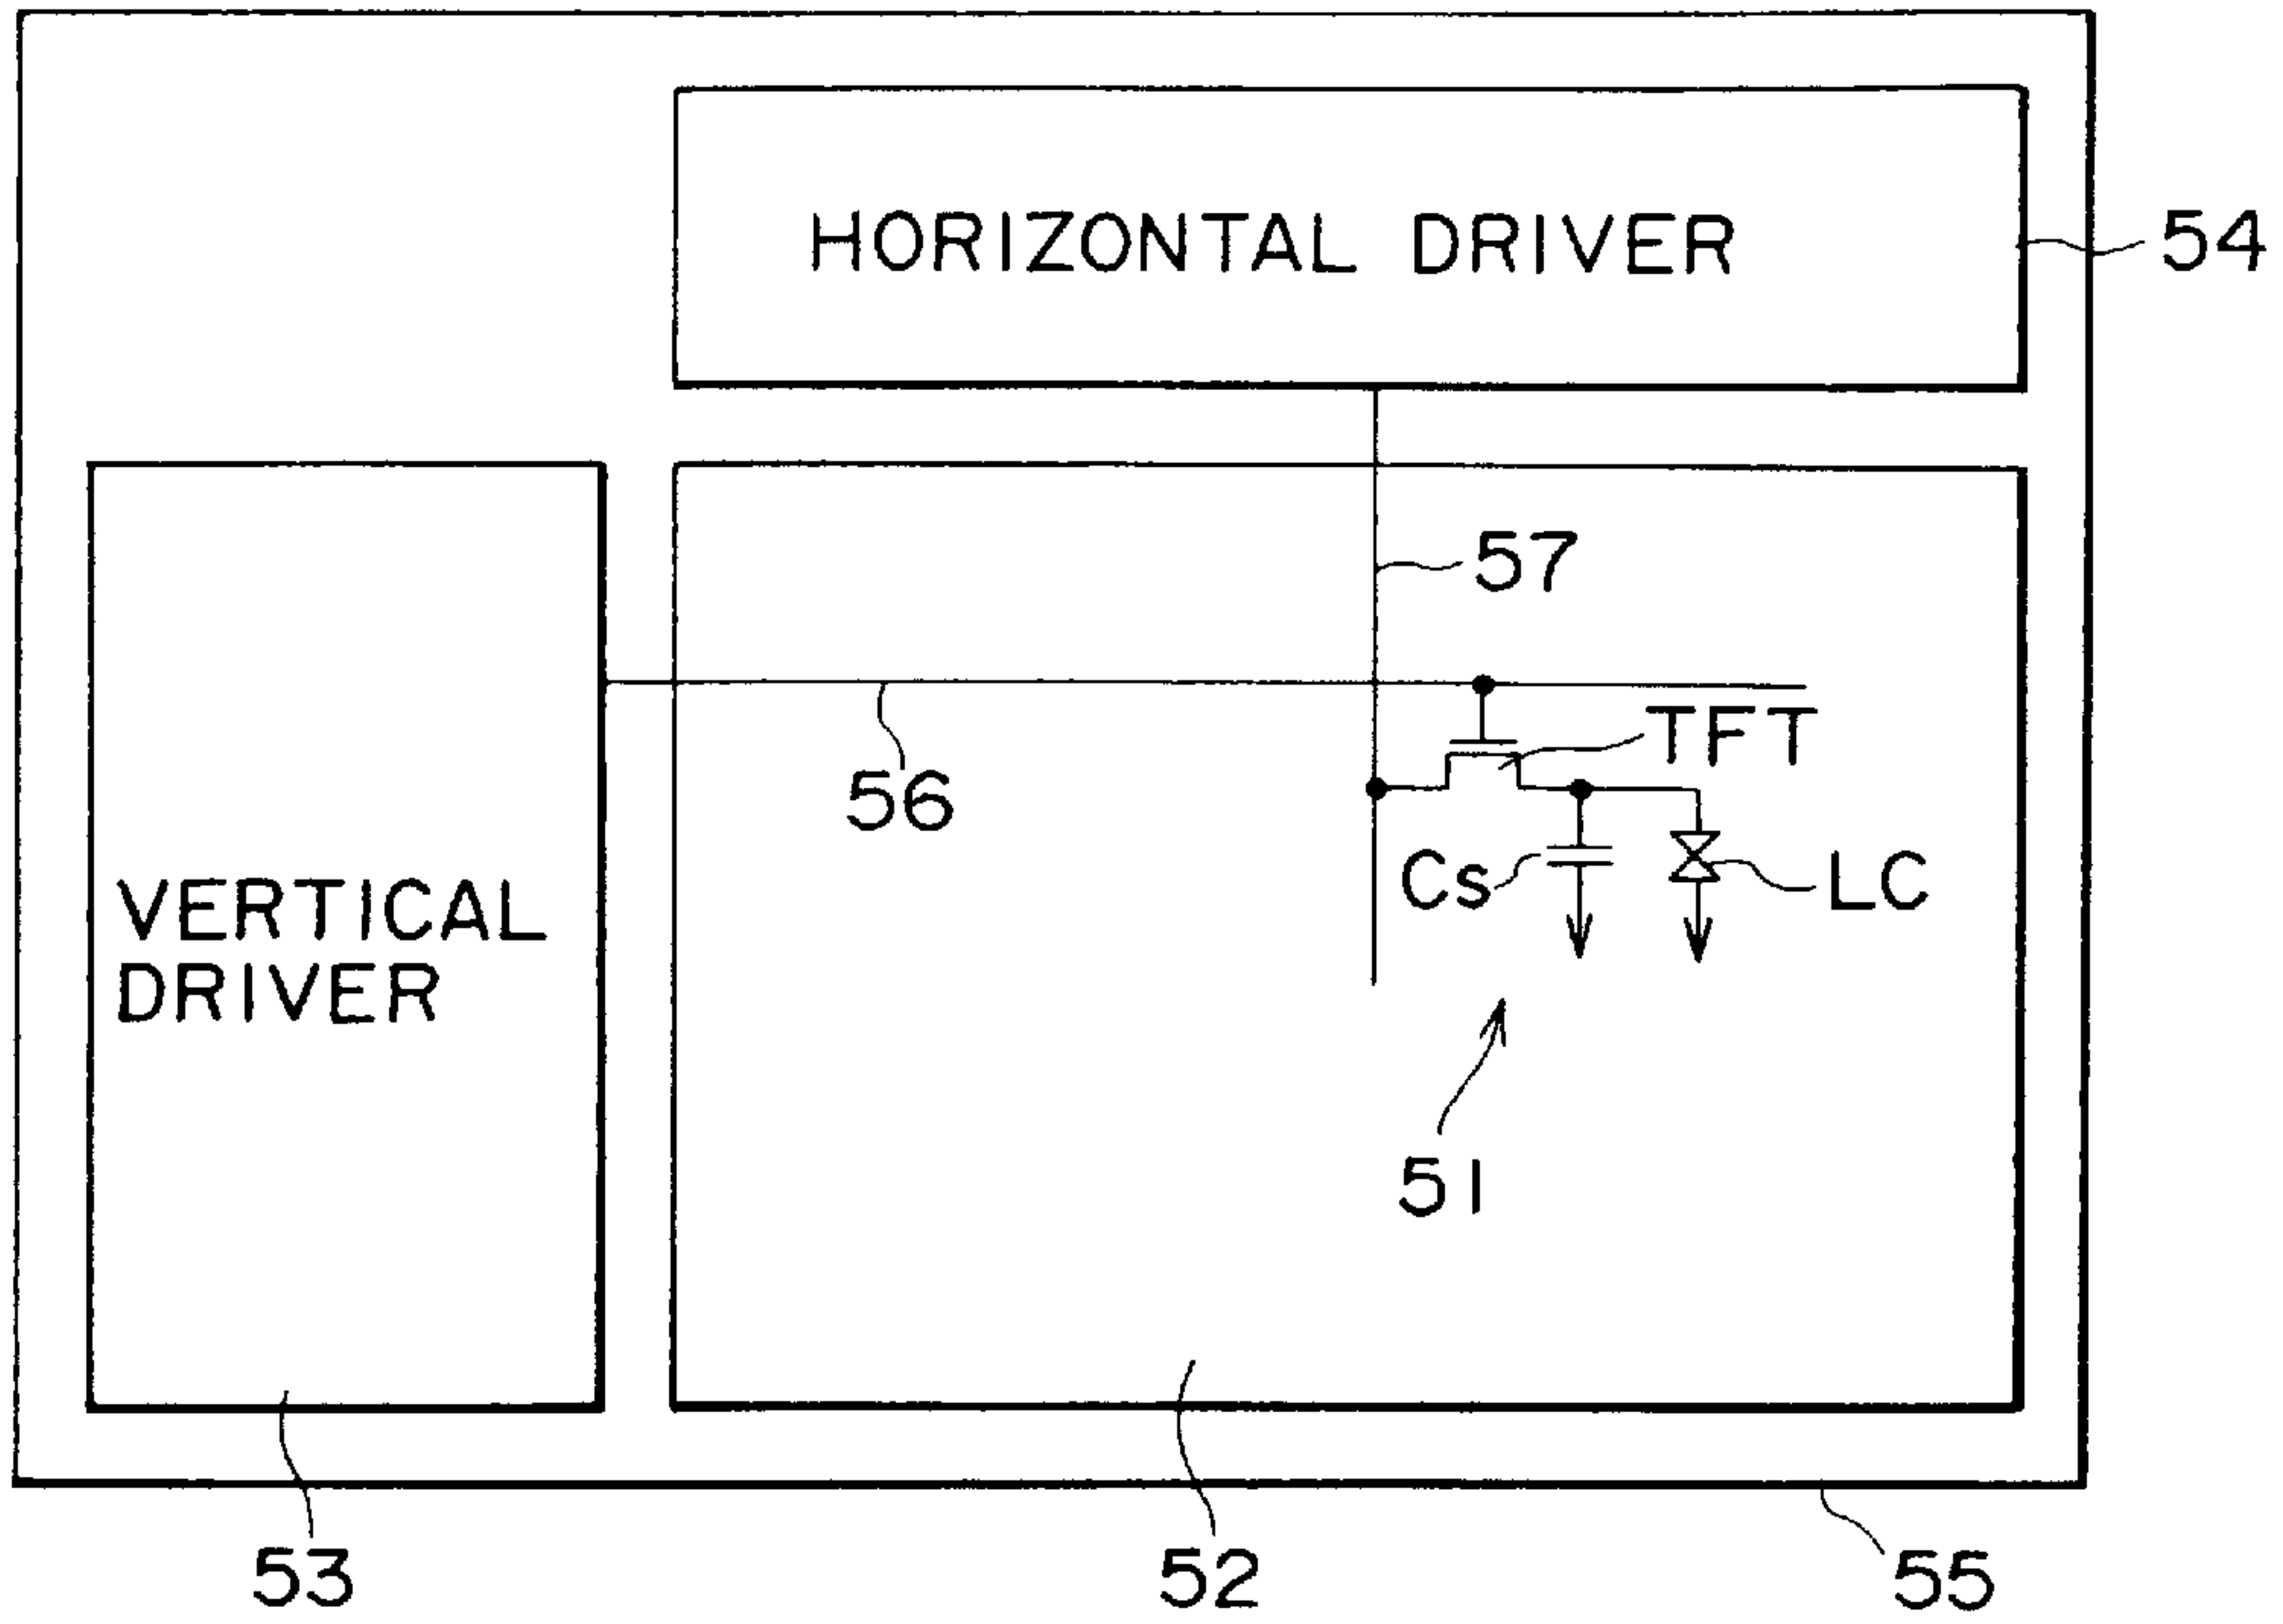 HORIZONTAL DRIVER
54
57
TFT
56
Cs
LC
VERTICAL
DRIVER
51
53
52
55